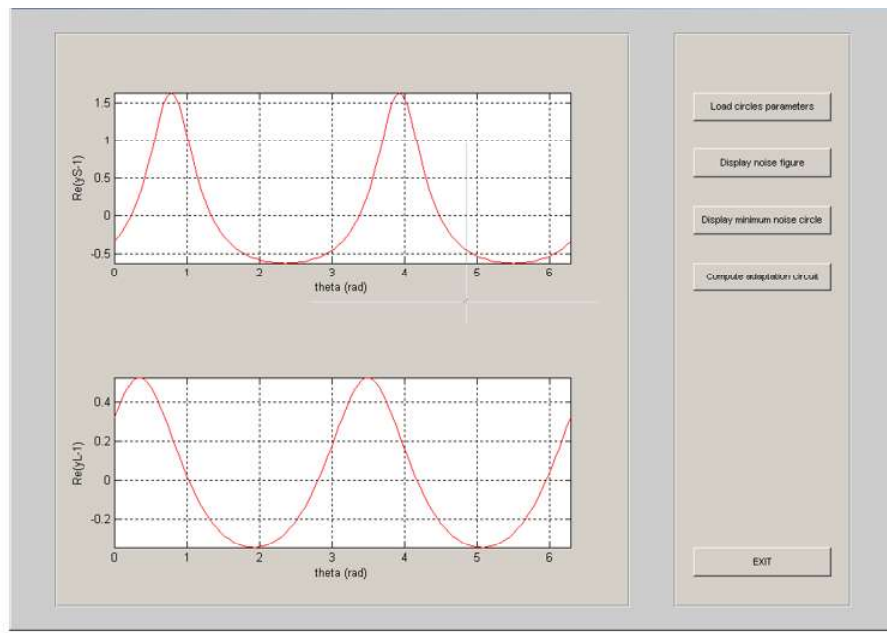 Re(yS-1)
1.5
1
0.5
0
-0.5
0 1 2 3 4 5 6
theta (rad)
Re(yL-1)
0.4
0.2
0
-0.2
0 1 2 3 4 5 6
theta (rad)
Load circles parameters
Display noise figure
Display minimum noise circle
Compute adaptation circuit
EXIT